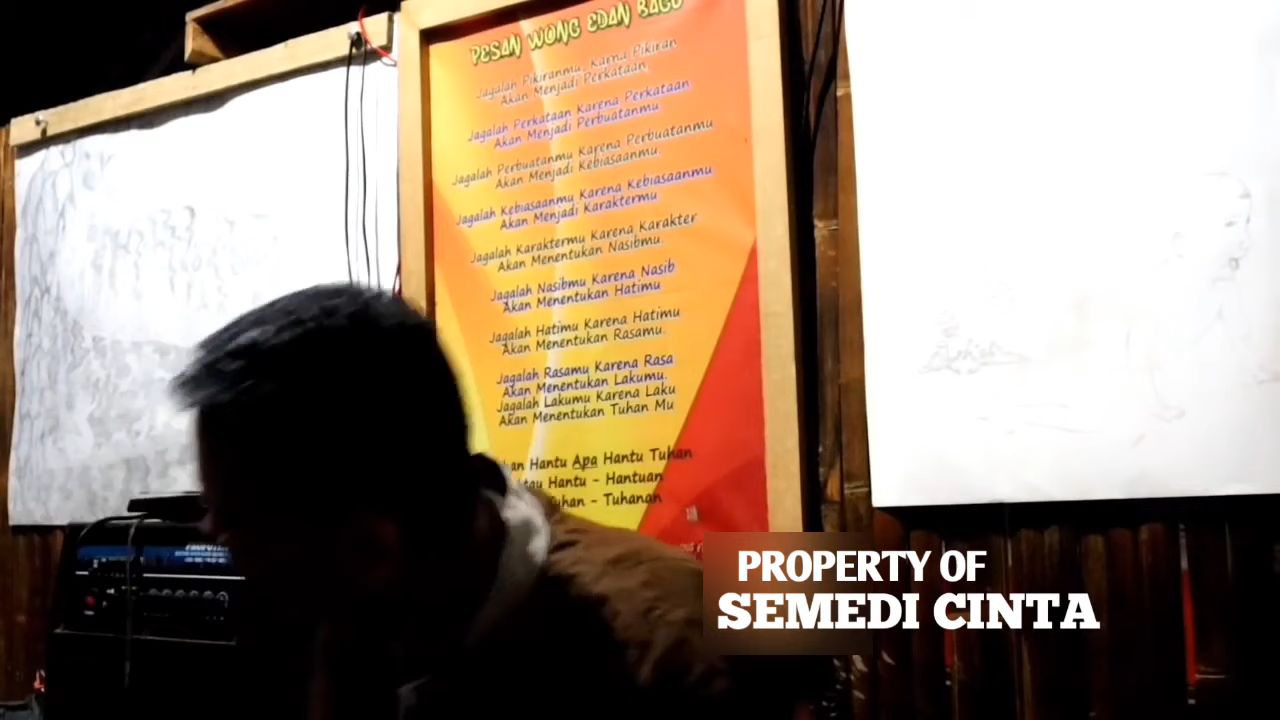 PESAN WONG EDAN BAGU
Jagalah Pikiranmu, Karna Pikiran
Akan Menjadi Perkataan,
Jagalah Perkataan Karena Perkataan
Akan Menjadi Perbuatanmu
Jagalah Perbuatanmu Karena Perbuatanmu
Akan Menjadi Kebiasaanmu.
Jagalah Kebiasaanmu Karena Kebiasaanmu
Akan Menjadi Karaktermu
Jagalah Karaktermu Karena Karakter
Akan Menentukan Nasibmu.
Jagalah Nasibmu Karena Nasib
Akan Menentukan Hatimu
Jagalah Hatimu Karena Hatimu
Akan Menentukan Rasamu.
Jagalah Rasamu Karena Rasa
Akan Menentukan Lakumu.
Jagalah Lakumu Karena Laku
Akan Menentukan Tuhan Mu
Hantu Apa Hantu Tuhan
Hantu - Hantuan
- Tuhanan
PROPERTY OF
SEMEDI CINTA